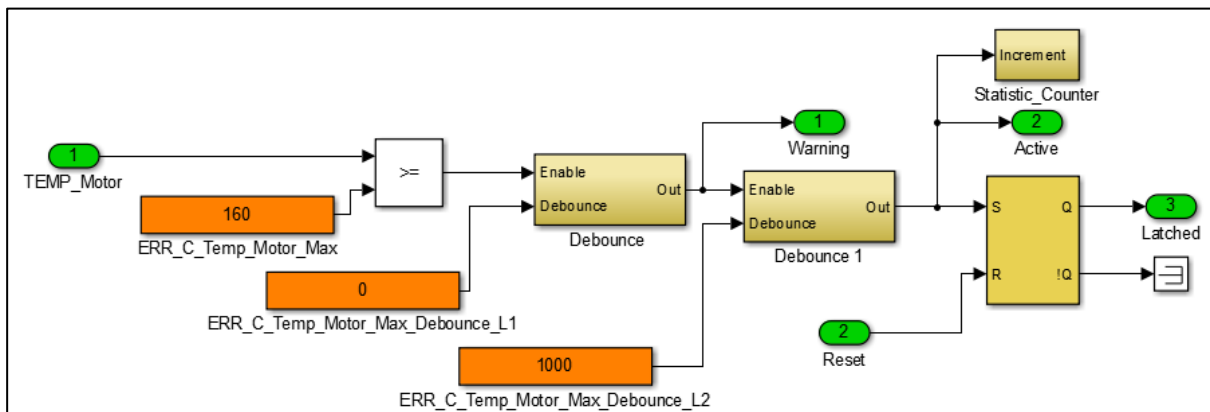 Increment
Statistic_Counter
1
TEMP_Motor
>=
160
ERR_C_Temp_Motor_Max
Enable
Debounce
Out
Debounce
1
Warning
2
Active
0
ERR_C_Temp_Motor_Max_Debounce_L1
Enable
Debounce
Out
Debounce 1
S
R
Q
!Q
3
Latched
1000
ERR_C_Temp_Motor_Max_Debounce_L2
2
Reset